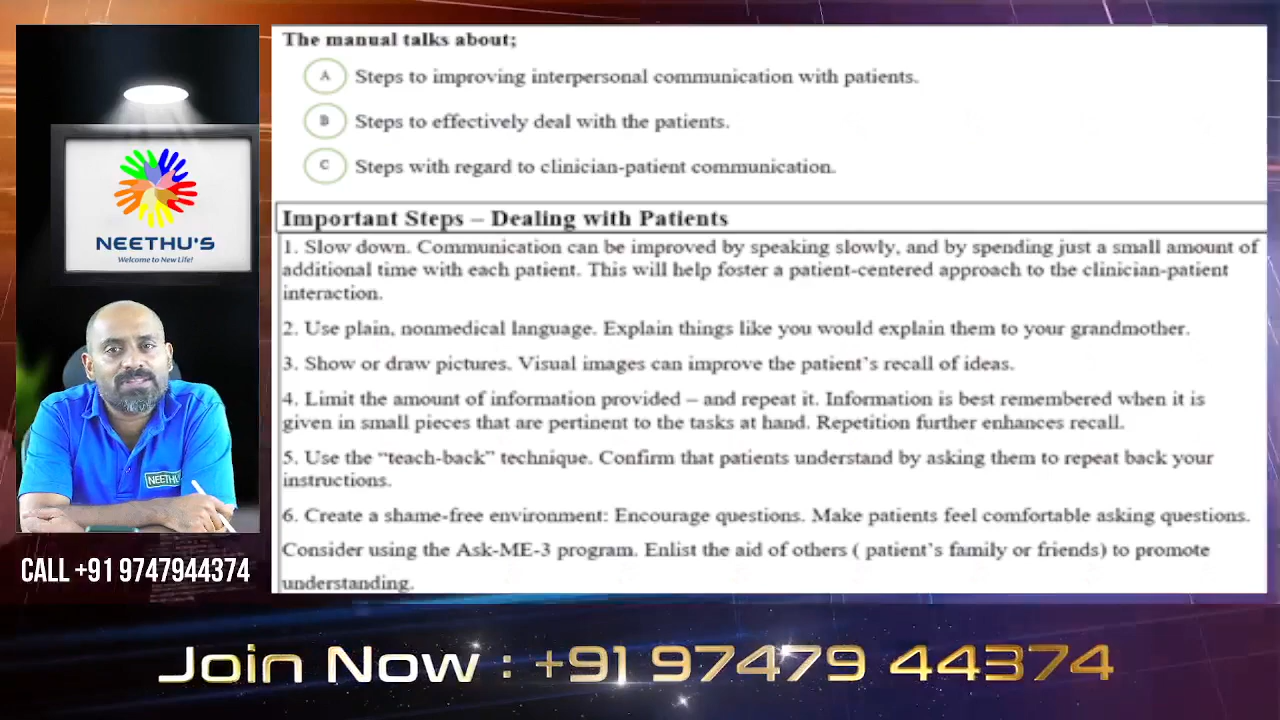 The manual talks about;
A Steps to improving interpersonal communication with patients.
B Steps to effectively deal with the patients.
C Steps with regard to clinician-patient communication.
Important Steps – Dealing with Patients
1. Slow down. Communication can be improved by speaking slowly, and by spending just a small amount of
additional time with each patient. This will help foster a patient-centered approach to the clinician-patient
interaction.
2. Use plain, nonmedical language. Explain things like you would explain them to your grandmother.
3. Show or draw pictures. Visual images can improve the patient’s recall of ideas.
4. Limit the amount of information provided – and repeat it. Information is best remembered when it is
given in small pieces that are pertinent to the tasks at hand. Repetition further enhances recall.
5. Use the “teach-back” technique. Confirm that patients understand by asking them to repeat back your
instructions.
6. Create a shame-free environment: Encourage questions. Make patients feel comfortable asking questions.
Consider using the Ask-ME-3 program. Enlist the aid of others ( patient’s family or friends) to promote
understanding.
NEETHU'S
Welcome to New Life!
NEETHU
CALL +91 9747944374
Join Now : +91 97479 44374